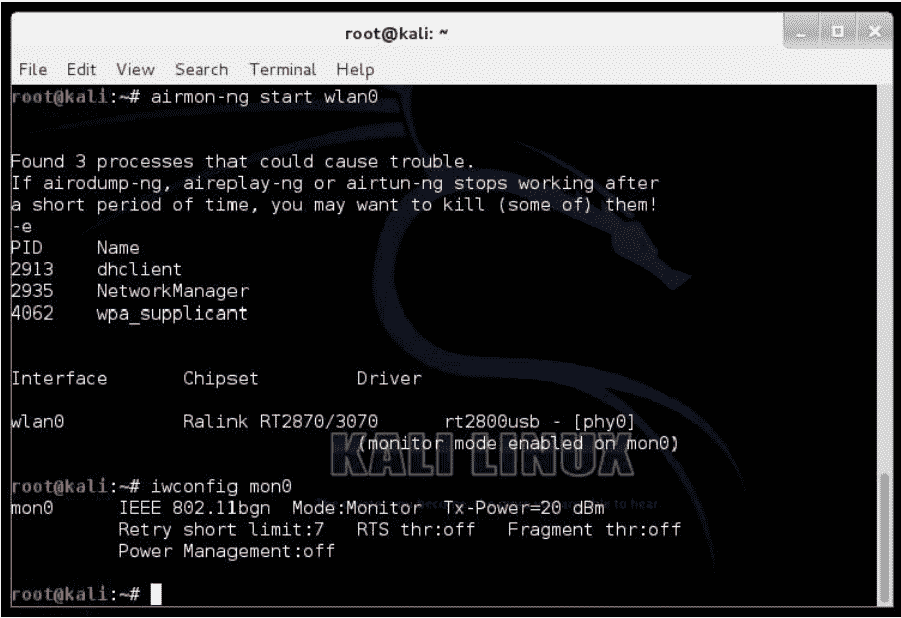 root@kali: ~
File Edit View Search Terminal Help
root@kali:~# airmon-ng start wlan0
Found 3 processes that could cause trouble.
If airodump-ng, aireplay-ng or airtun-ng stops working after
a short period of time, you may want to kill (some of) them!
-e
PID Name
2913 dhclient
2935 NetworkManager
4062 wpa_supplicant
Interface Chipset Driver
wlan0 Ralink RT2870/3070 rt2800usb - [phy0]
(monitor mode enabled on mon0)
KALI LINUX
root@kali:~# iwconfig mon0
mon0 IEEE 802.11bgn Mode:Monitor Tx-Power=20 dBm
to hear
Retry short limit:7 RTS thr:off Fragment thr:off
Power Management:off
root@kali:~#